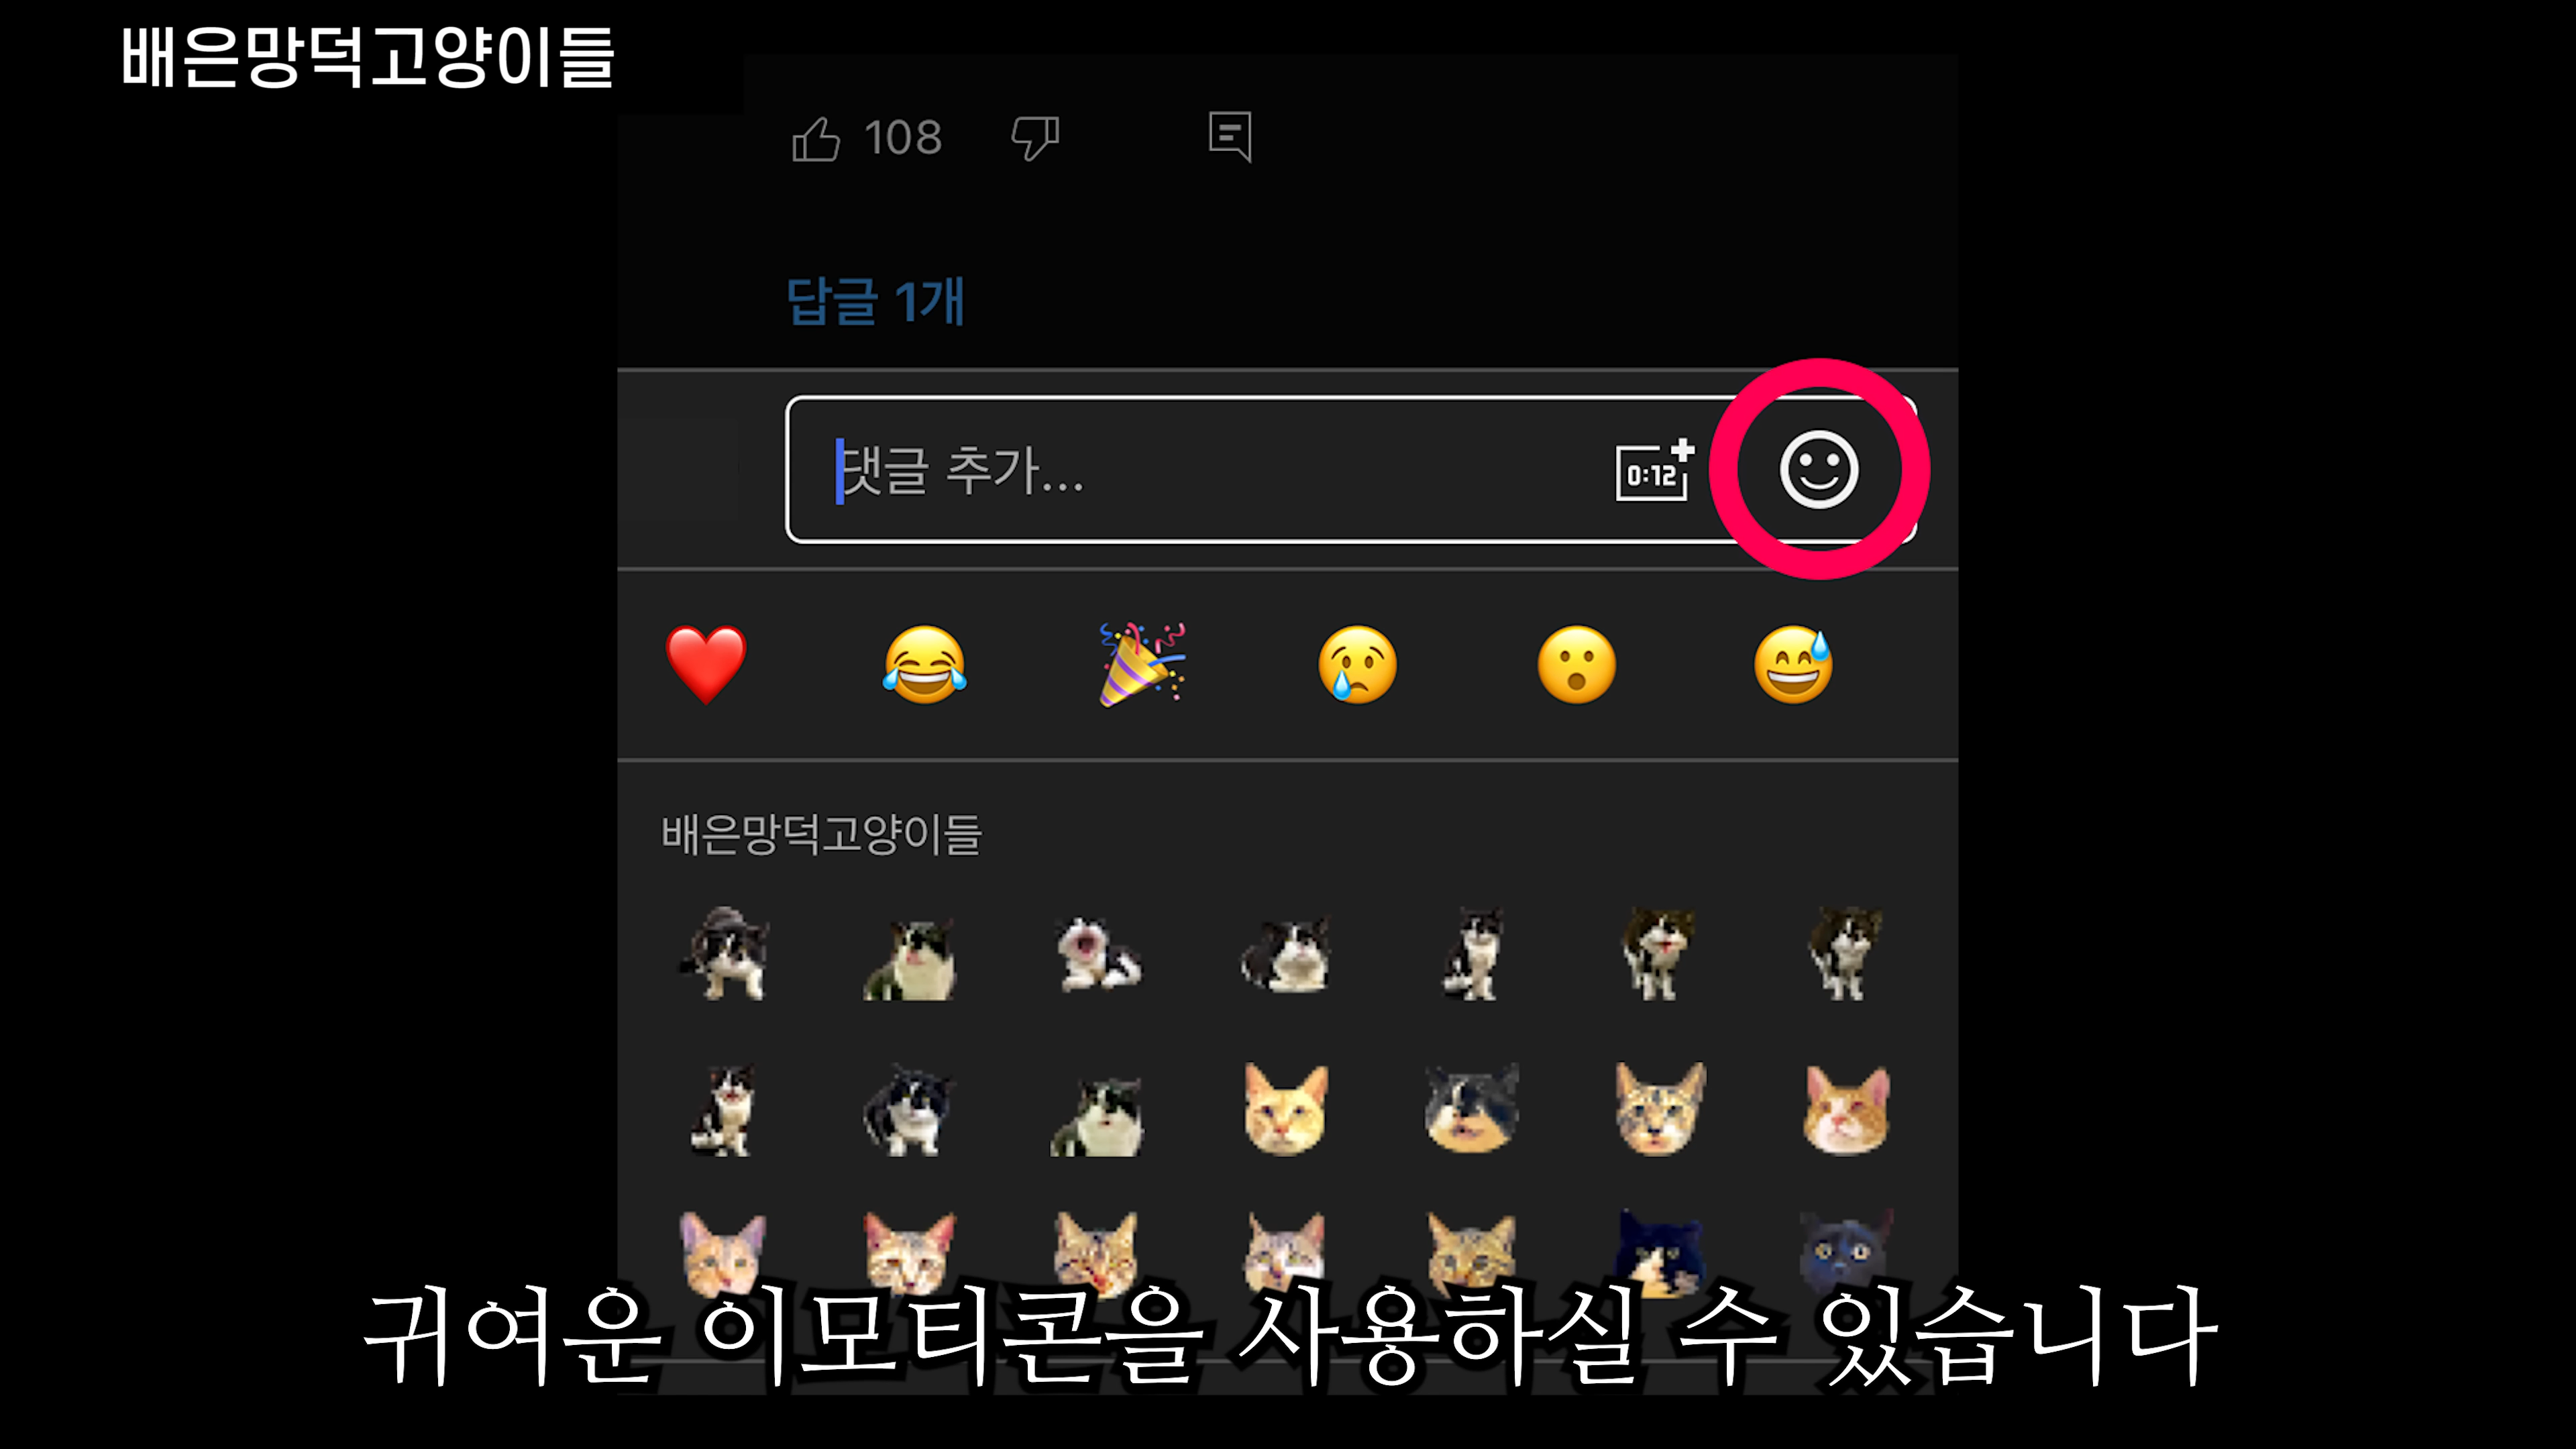 배은망덕고양이들
108
답글 1개
댓글 추가...
0:12
배은망덕고양이들
귀여운 이모티콘을 사용하실 수 있습니다